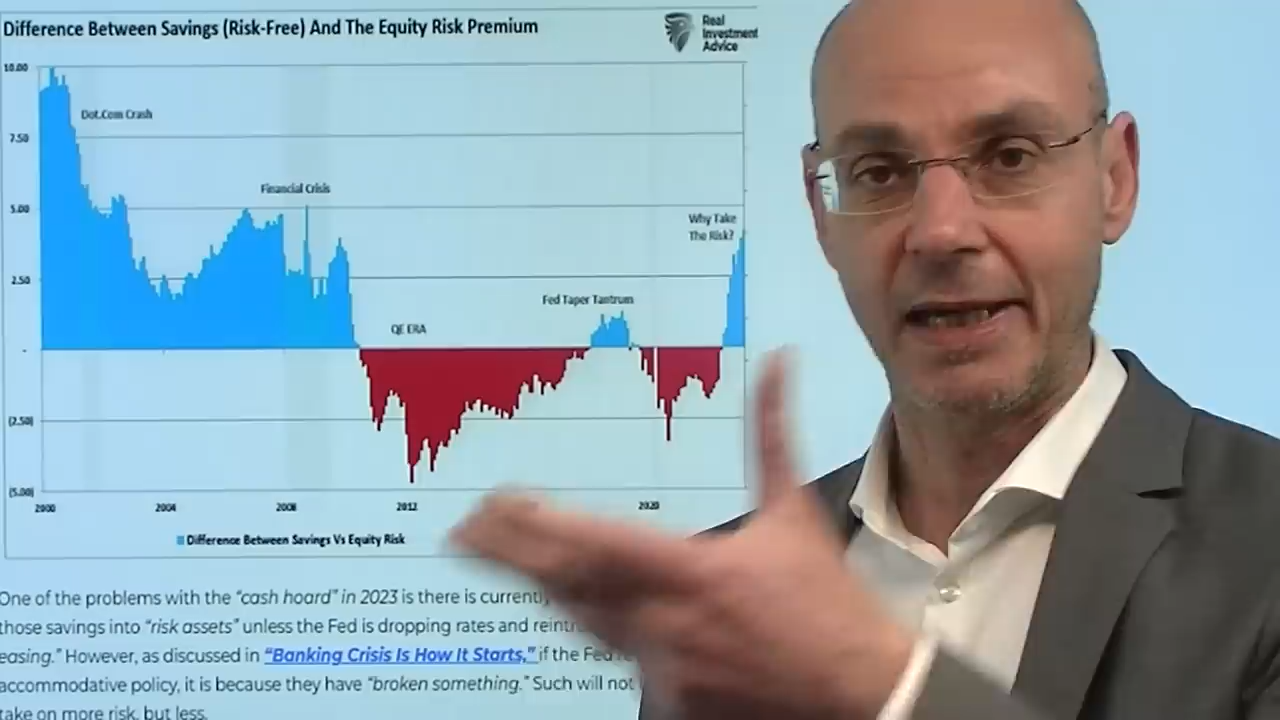 Difference Between Savings (Risk-Free) And The Equity Risk Premium
Real
Investment
Advice
10.00
Dot.Com Crash
7.50
Financial Crisis
5.00
Why Take
The Risk?
2.50
Fed Taper Tantrum
QE ERA
-
(2.50)
(5.00)
2000 2004 2008 2012 2020
Difference Between Savings Vs Equity Risk
One of the problems with the “cash hoard” in 2023 is there is currently
those savings into “risk assets” unless the Fed is dropping rates and
easing.” However, as discussed in “Banking Crisis Is How It Starts,” if the Fed
accommodative policy, it is because they have “broken something.” Such will not
take on more risk, but less.